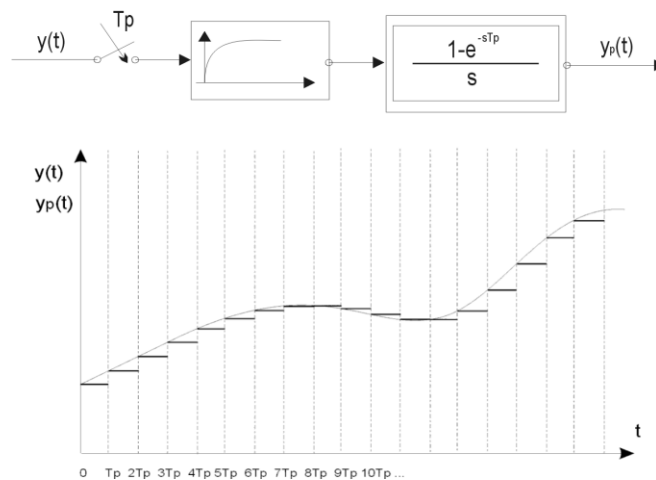 Tp
y(t)
1-e^-sTp
s
yp(t)
y(t)
yp(t)
t
0 Tp 2Tp 3Tp 4Tp 5Tp 6Tp 7Tp 8Tp 9Tp 10Tp ...